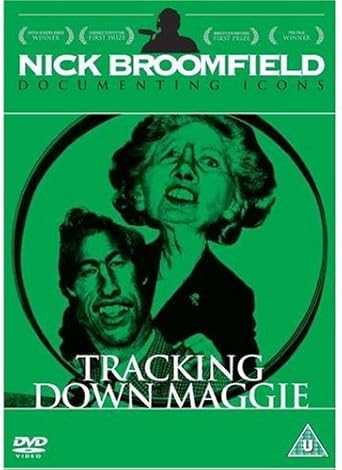 WINNER
FIRST PRIZE
FIRST PRIZE
WINNER
NICK BROOMFIELD
DOCUMENTING ICONS
TRACKING
DOWN MAGGIE
DVD
VIDEO
U